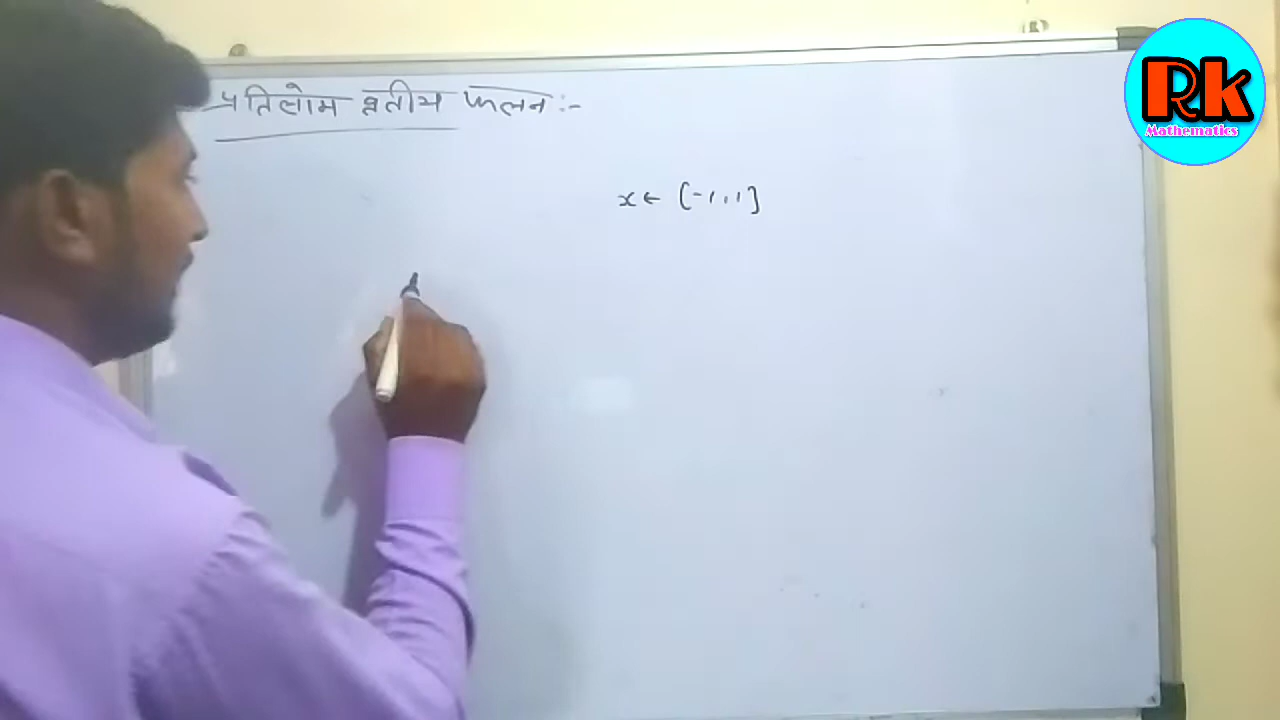 प्रतिलोम वृतीय फलन :-
x ∈ [-1, 1]
Rk
Mathematics